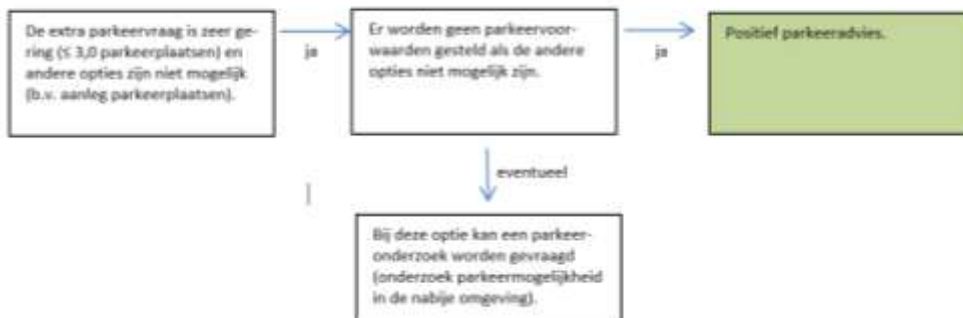 De extra parkeervraag is zeer ge-
ring (≤ 3,0 parkeerplaatsen) en
andere opties zijn niet mogelijk
(b.v. aanleg parkeerplaatsen).
ja
Er worden geen parkeervoor-
waarden gesteld als de andere
opties niet mogelijk zijn.
ja
Positief parkeeradvies.
eventueel
Bij deze optie kan een parkeer-
onderzoek worden gevraagd
(onderzoek parkeermogelijkheid
in de nabije omgeving).